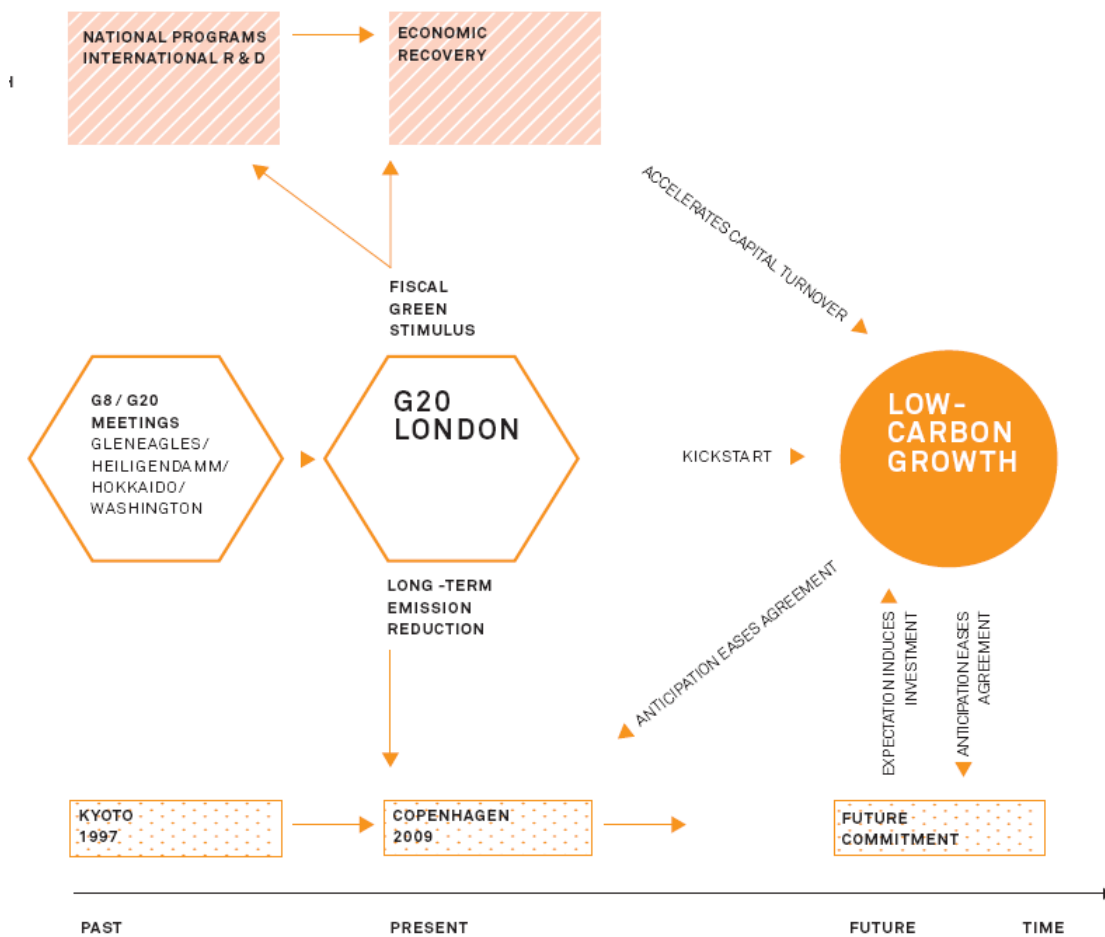 NATIONAL PROGRAMS
INTERNATIONAL R & D
ECONOMIC
RECOVERY
ACCELERATES CAPITAL TURNOVER
FISCAL
GREEN
STIMULUS
G8 / G20
MEETINGS
GLENEAGLES/
HEILIGENDAMM/
HOKKAIDO/
WASHINGTON
G20
LONDON
KICKSTART
LOW-
CARBON
GROWTH
LONG -TERM
EMISSION
REDUCTION
ANTICIPATION EASES AGREEMENT
EXPECTATION INDUCES
INVESTMENT
ANTICIPATION EASES
AGREEMENT
KYOTO
1997
COPENHAGEN
2009
FUTURE
COMMITMENT
PAST
PRESENT
FUTURE
TIME